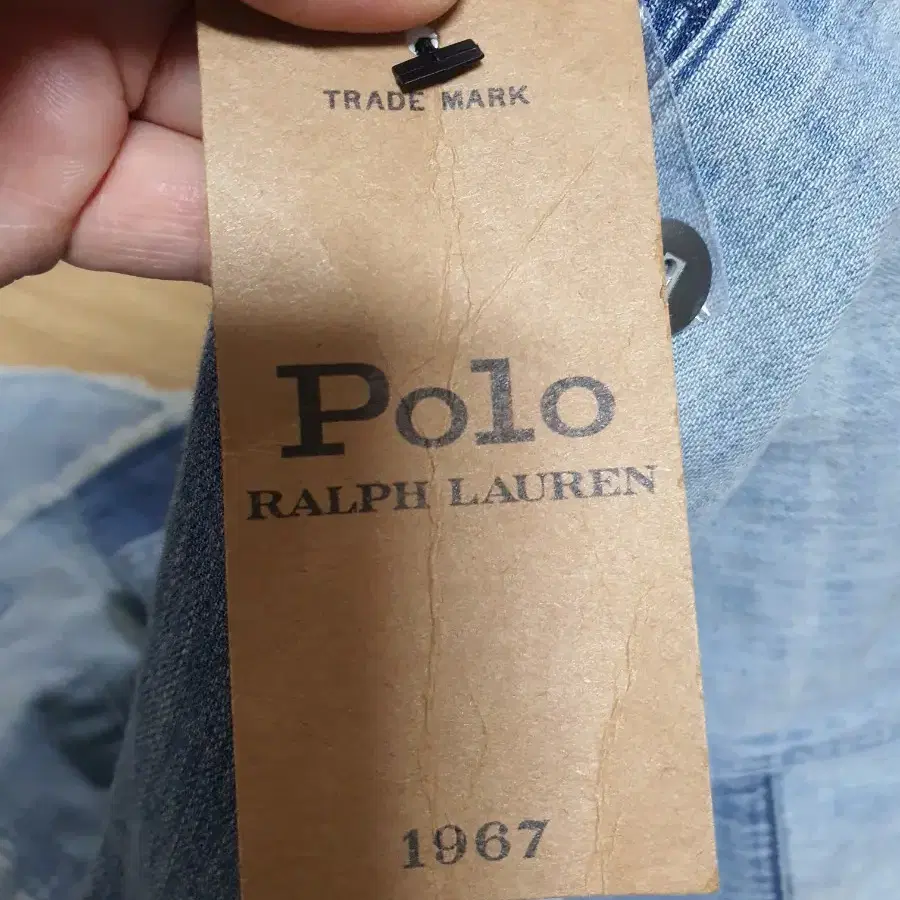 TRADE MARK
Polo
RALPH LAUREN
1967